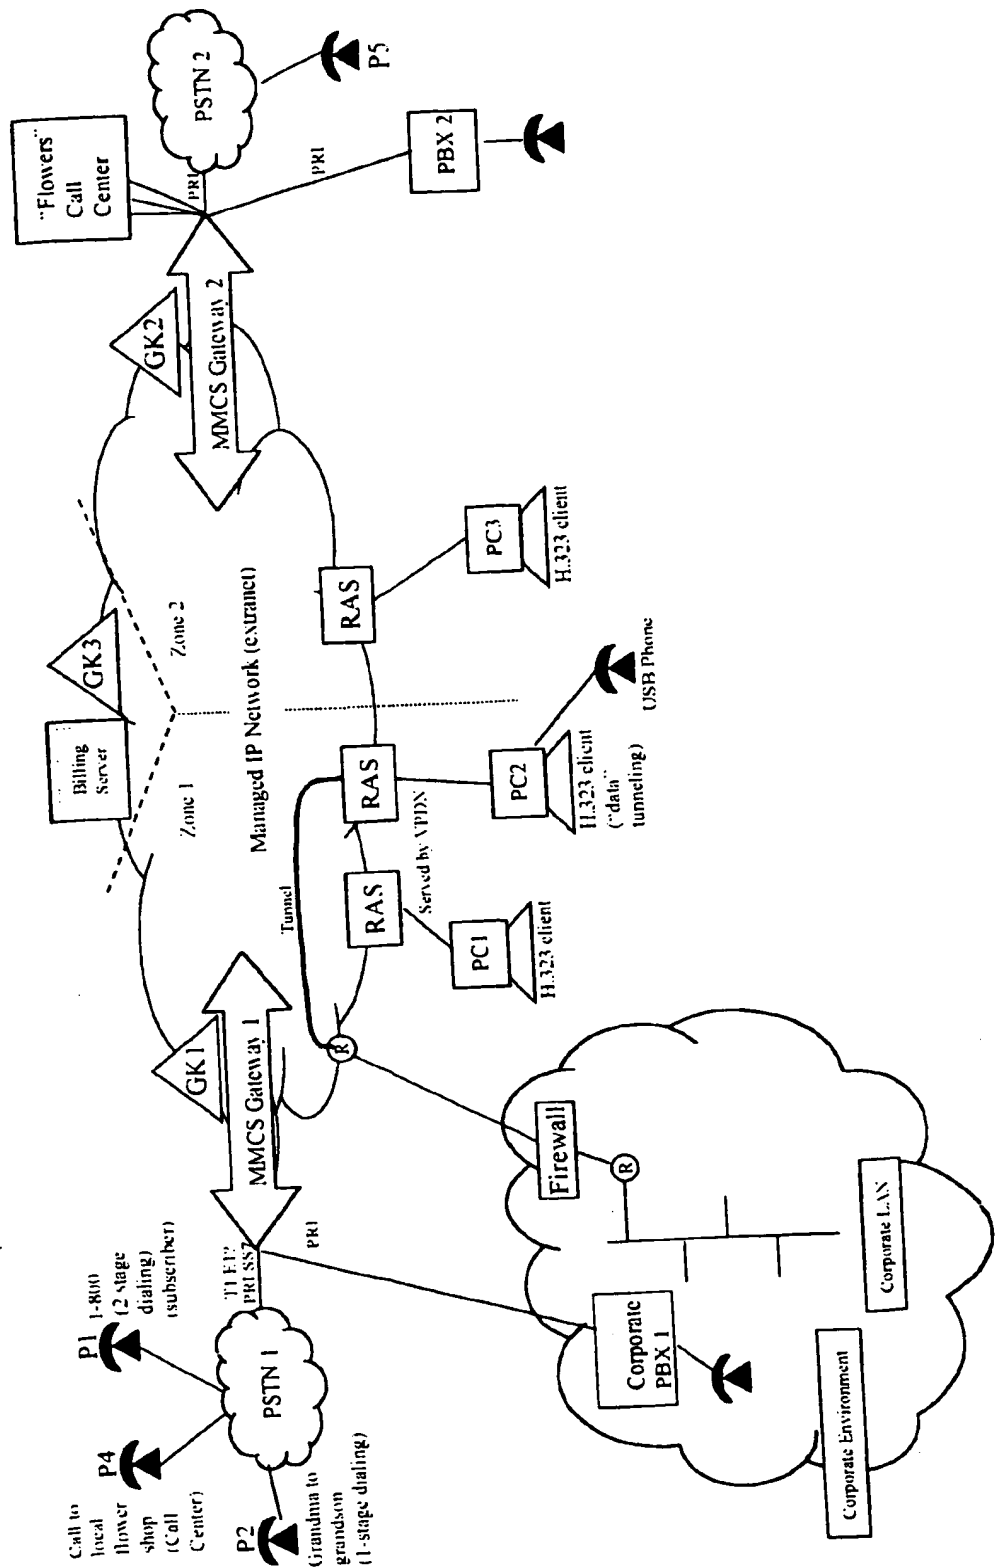 Call to
local
flower
shop
(Call
Center)
P4
P1
1-800
(2 stage
dialing)
(subscriber)
P2
Grandma to
grandson
(1-stage dialing)
PSTN 1
PRI SS7
PRI
GK1
MMCS Gateway 1
Billing
Server
GK3
Zone 1
Zone 2
Managed IP Network (extranet)
Tunnel
R
RAS
RAS
RAS
Served by VPDN
PC1
H.323 client
PC2
H.323 client
("data"
tunneling)
USB Phone
PC3
H.323 client
GK2
MMCS Gateway 2
"Flowers"
Call
Center
PRI
PSTN 2
P5
PRI
PBX 2
Firewall
R
Corporate
PBX 1
Corporate LAN
Corporate Environment